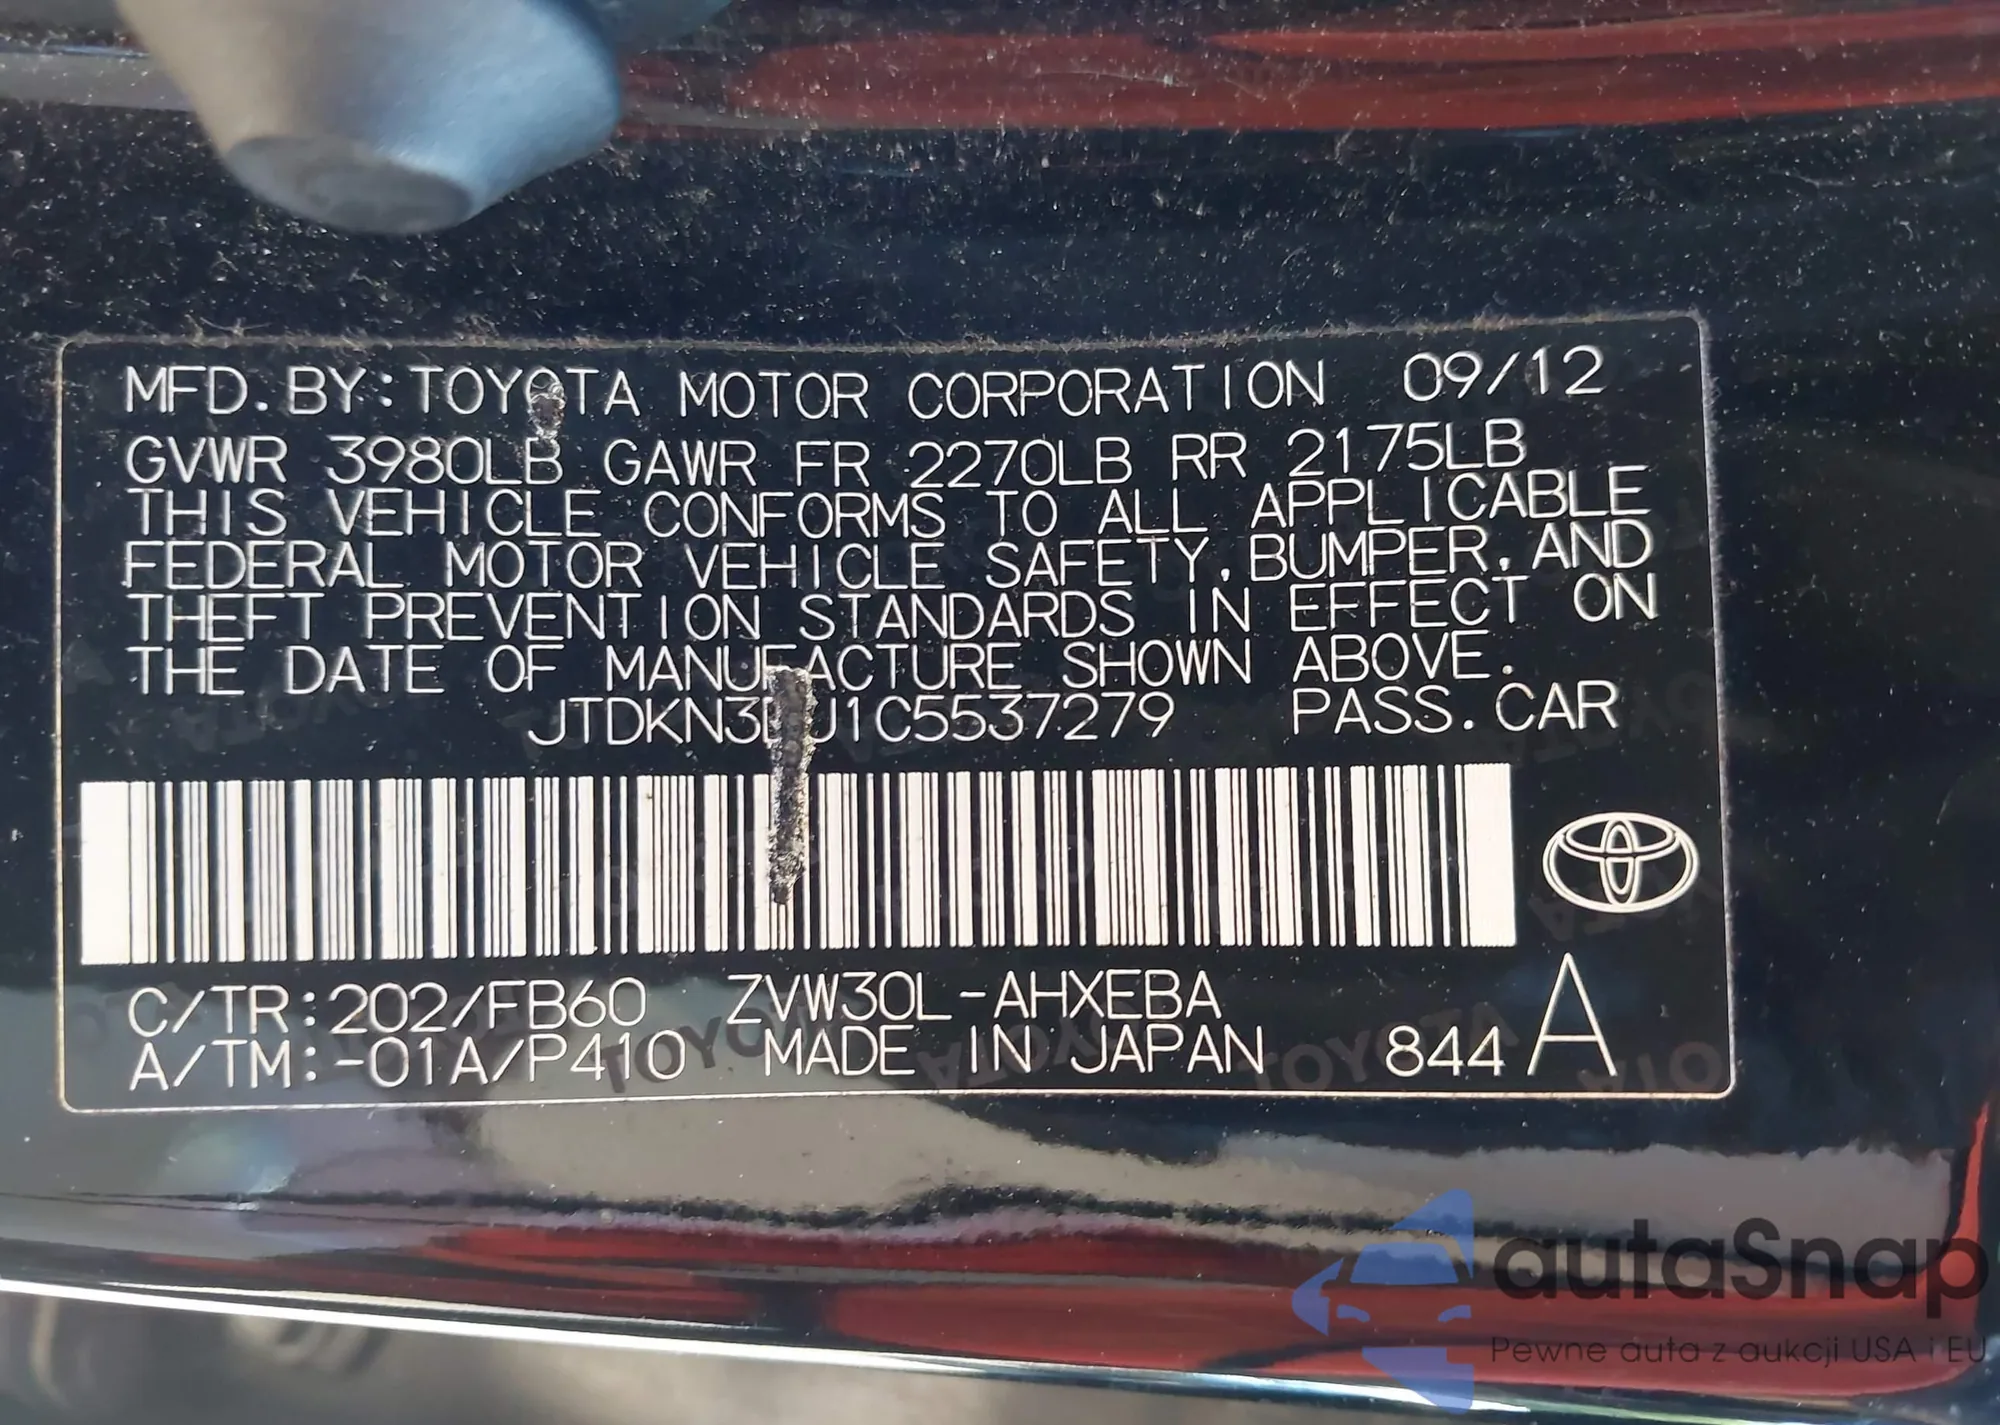 MFD. BY: TOYOTA MOTOR CORPORATION 09/12
GVWR 3980LB GAWR FR 2270LB RR 2175LB
THIS VEHICLE CONFORMS TO ALL APPLICABLE
FEDERAL MOTOR VEHICLE SAFETY, BUMPER, AND
THEFT PREVENTION STANDARDS IN EFFECT ON
THE DATE OF MANUFACTURE SHOWN ABOVE.
PASS. CAR
C/TR: 202/FB60 ZVW30L-AHXEBA
A/TM: -01A/P410 MADE IN JAPAN 844 A
autaSnap
Pewne auta z aukcji USA i EU